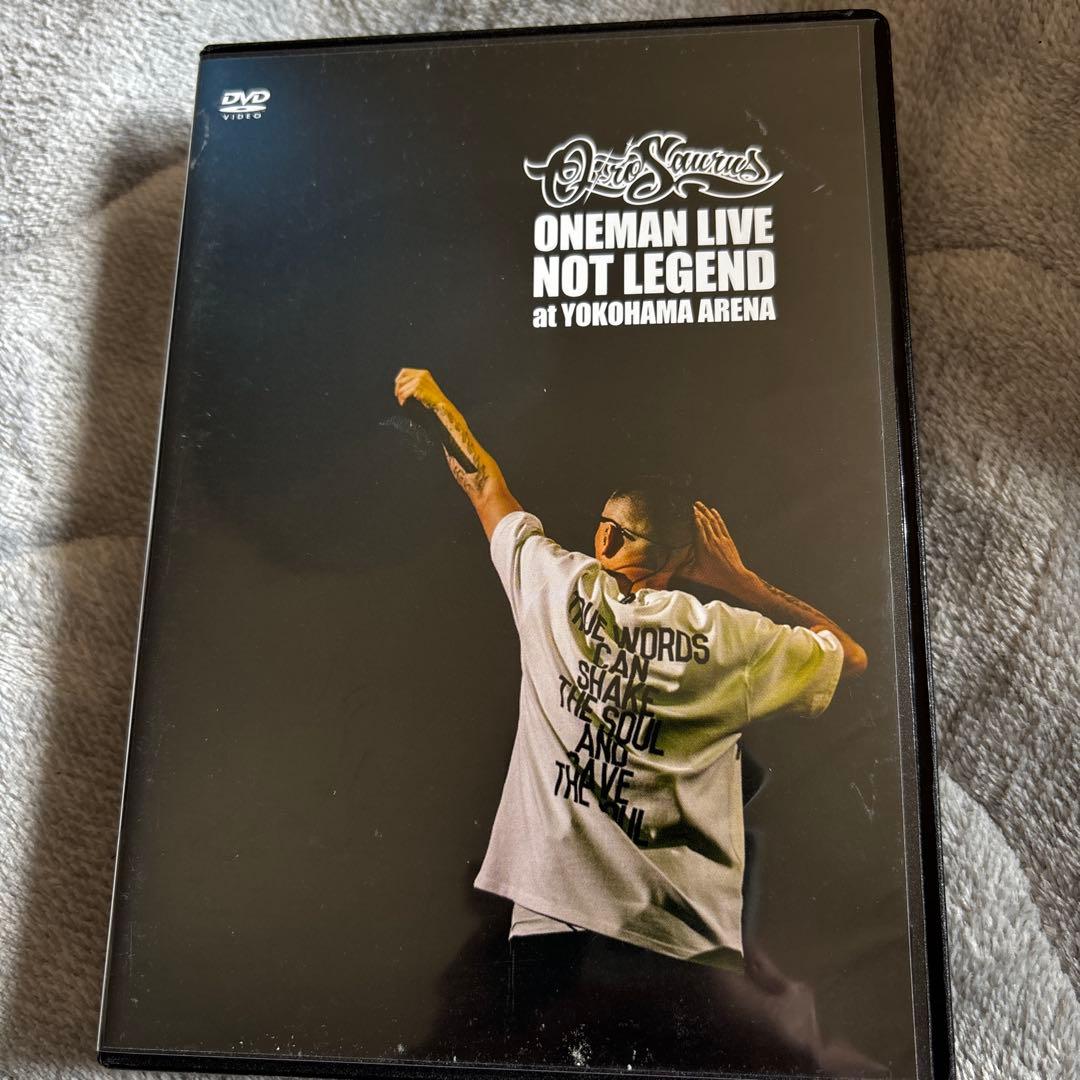 DVD
VIDEO
OZROSAURUS
ONEMAN LIVE
NOT LEGEND
at YOKOHAMA ARENA
TRUE WORDS
CAN
SHAKE
THE SOUL
AND
SAVE
THE SOUL